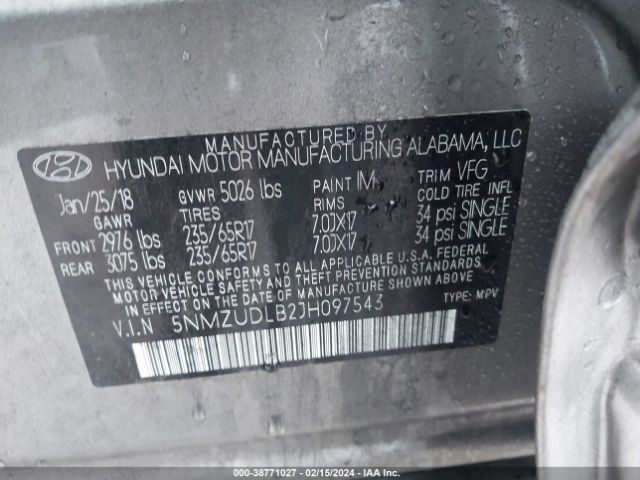 MANUFACTURED BY
HYUNDAI MOTOR MANUFACTURING ALABAMA, LLC
Jan/25/18 GVWR 5026 lbs PAINT IM TRIM VFG
GAWR TIRES RIMS COLD TIRE INFL
FRONT 2976 lbs 235/65R17 7.0JX17 34 psi SINGLE
REAR 3075 lbs 235/65R17 7.0JX17 34 psi SINGLE
THIS VEHICLE CONFORMS TO ALL APPLICABLE U.S.A. FEDERAL
MOTOR VEHICLE SAFETY AND THEFT PREVENTION STANDARDS
IN EFFECT ON THE DATE OF MANUFACTURE SHOWN ABOVE.
V.I.N 5NMZUDLB2JH097543 TYPE: MPV
000-38771027 - 02/15/2024 - IAA Inc.